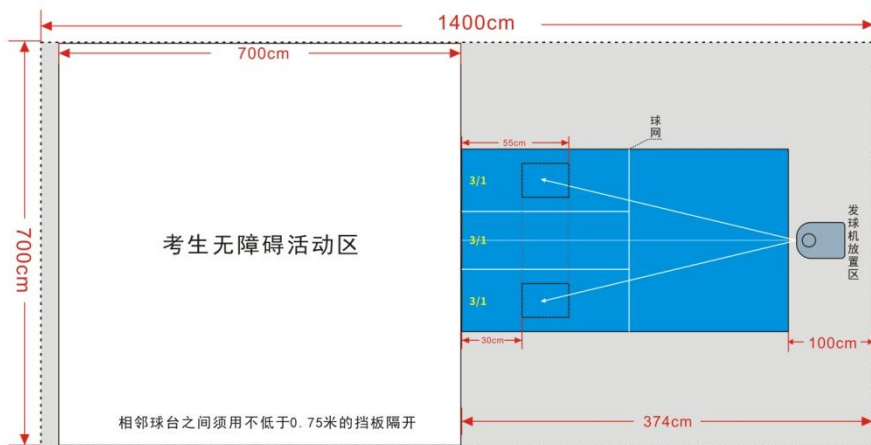 1400cm
700cm
球网
55cm
3/1
3/1
3/1
考生无障碍活动区
发球机放置区
700cm
30cm
100cm
相邻球台之间须用不低于0.75米的挡板隔开
374cm